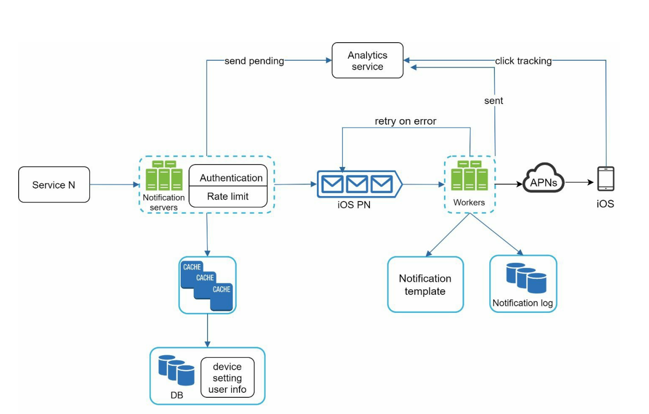 Analytics
service
send pending
click tracking
sent
retry on error
Service N
Notification
servers
Authentication
Rate limit
iOS PN
Workers
APNs
iOS
CACHE
CACHE
CACHE
Notification
template
Notification log
DB
device
setting
user info